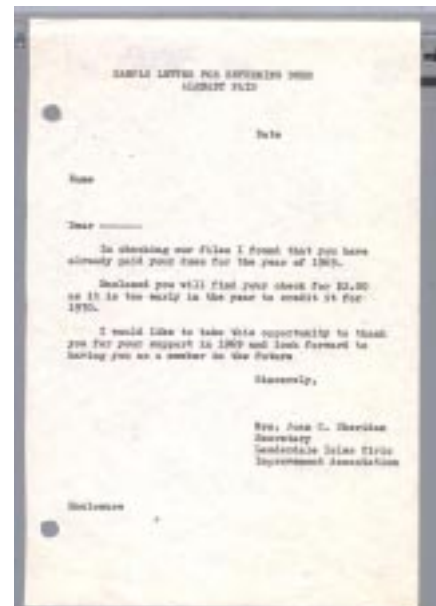 SAMPLE LETTER FOR RETURNING DUES
ALREADY PAID
Date
Name
Dear
In checking our files I found that you have
already paid your dues for the year of 1969.
Enclosed you will find your check for $2.00
as it is too early in the year to credit it for
1970.
I would like to take this opportunity to thank
you for your support in 1969 and look forward to
having you as a member in the future
Sincerely,
Mrs. C. Sheridan
Secretary
Lauderdale Isles Civic
Improvement Association
Enclosure